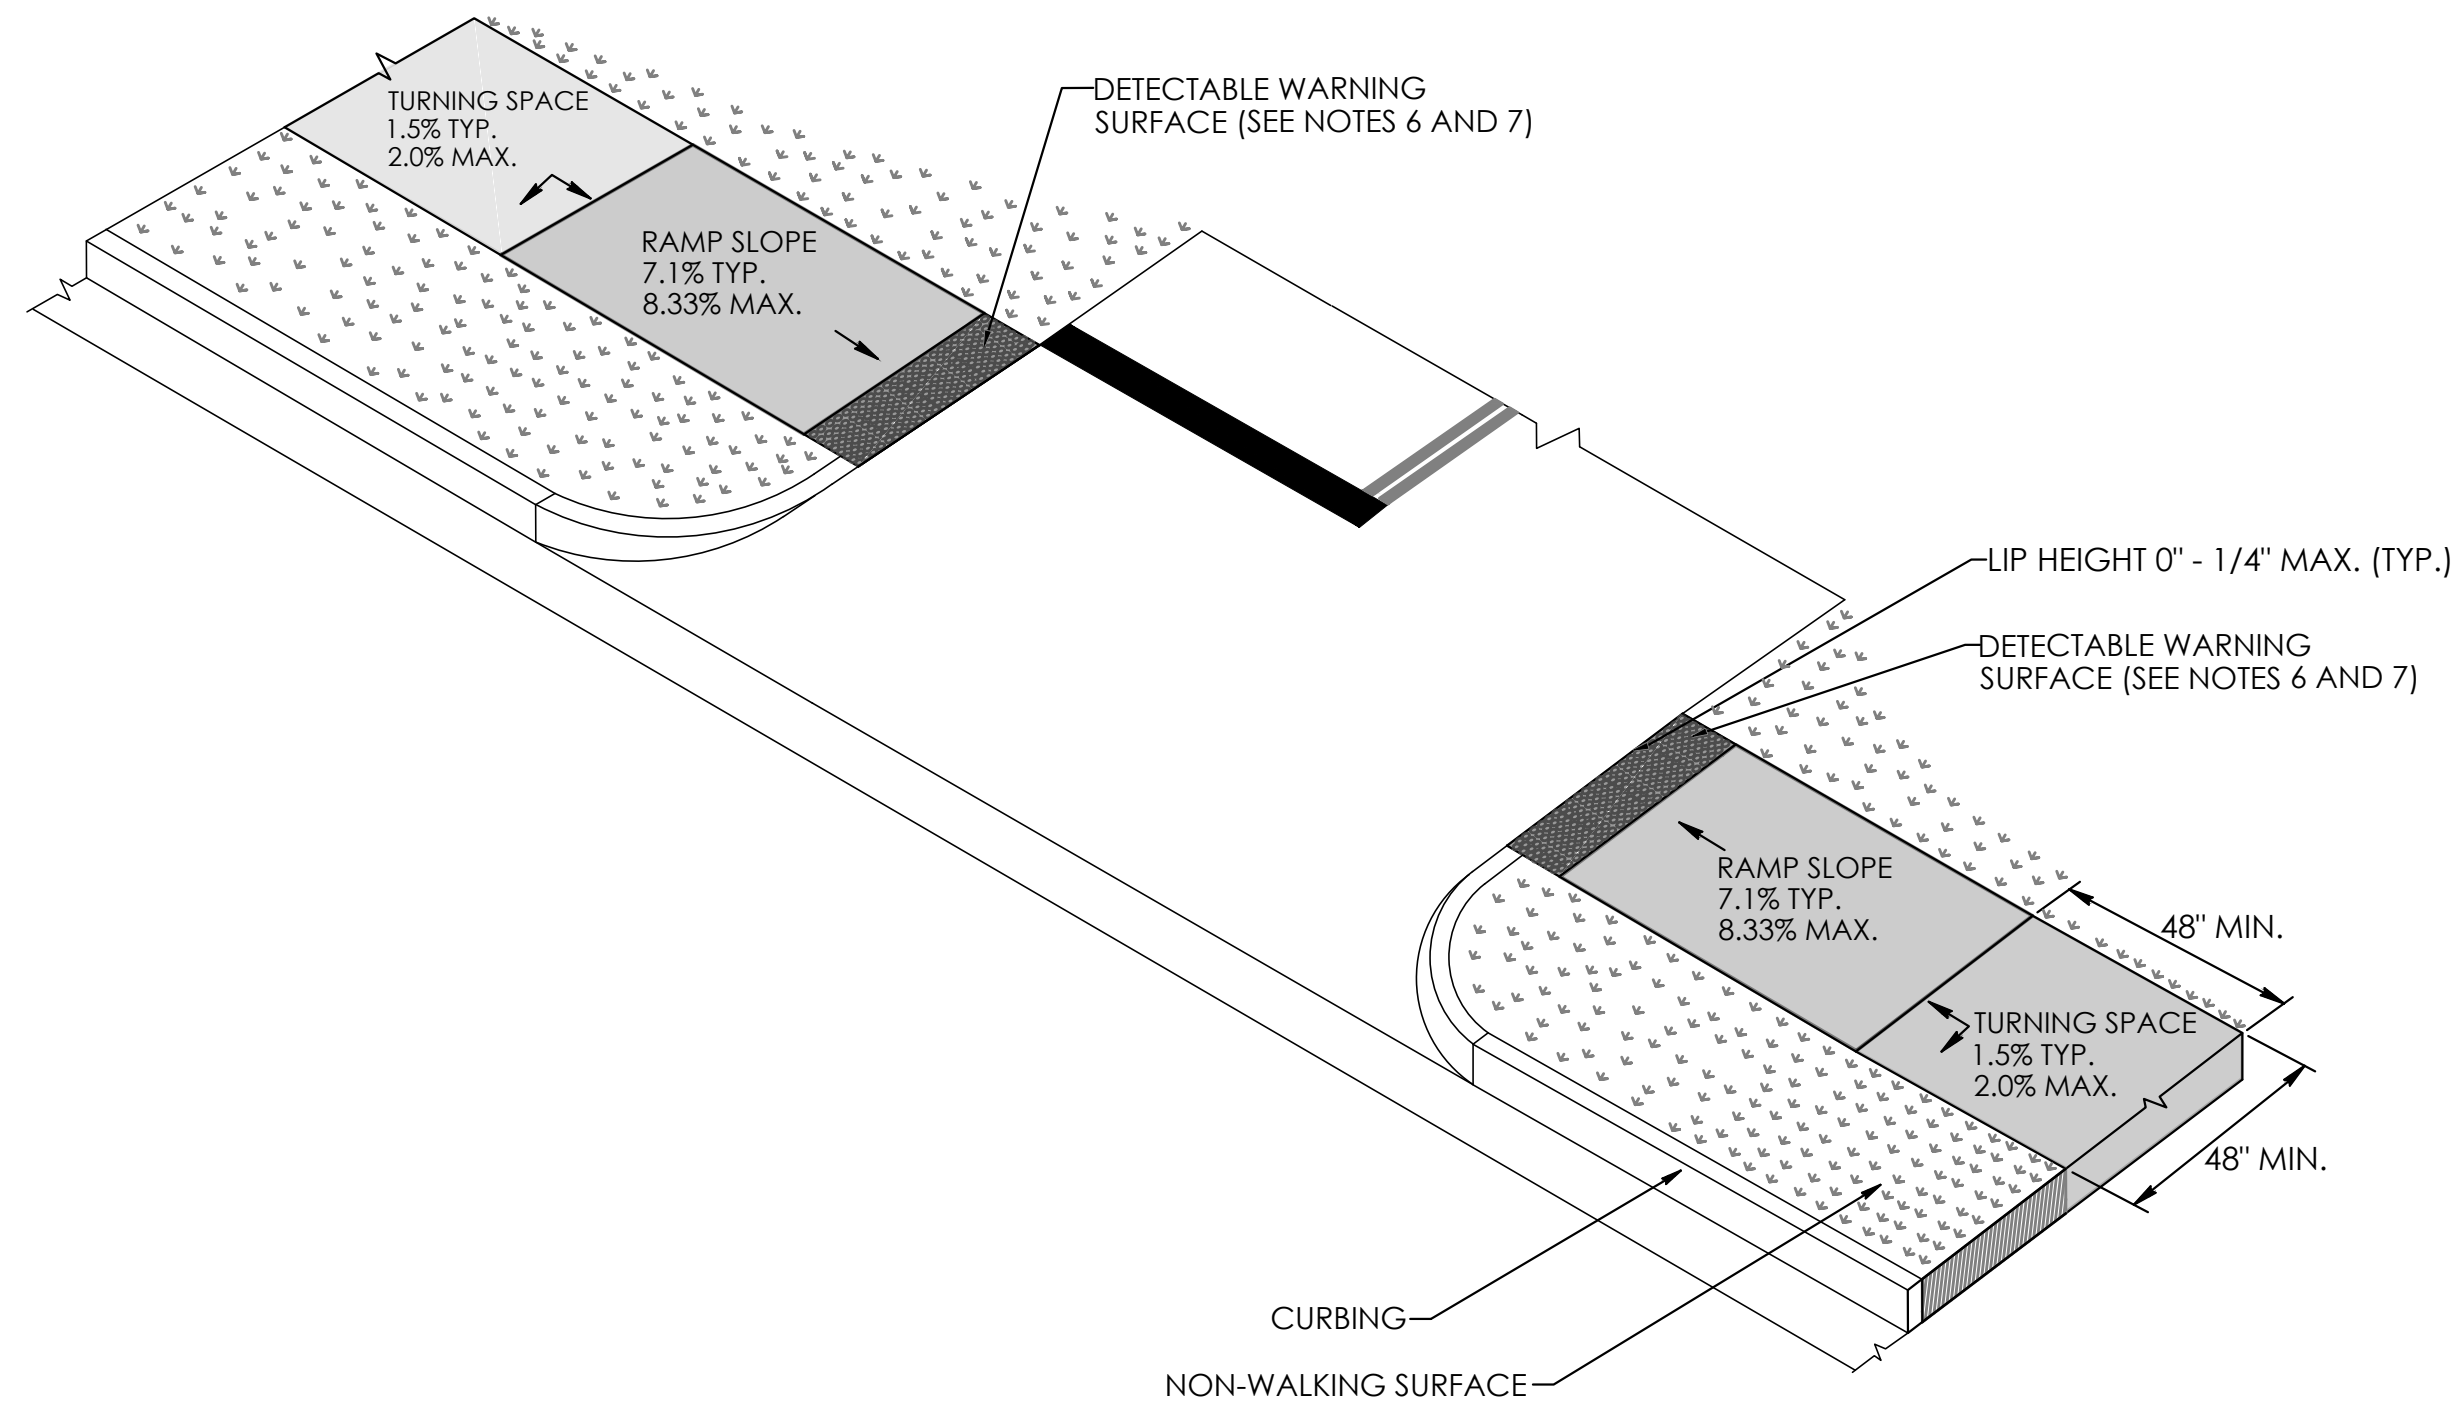 TURNING SPACE
1.5% TYP.
2.0% MAX.
DETECTABLE WARNING
SURFACE (SEE NOTES 6 AND 7)
RAMP SLOPE
7.1% TYP.
8.33% MAX.
LIP HEIGHT 0" - 1/4" MAX. (TYP.)
DETECTABLE WARNING
SURFACE (SEE NOTES 6 AND 7)
RAMP SLOPE
7.1% TYP.
8.33% MAX.
48" MIN.
TURNING SPACE
1.5% TYP.
2.0% MAX.
48" MIN.
CURBING
NON-WALKING SURFACE